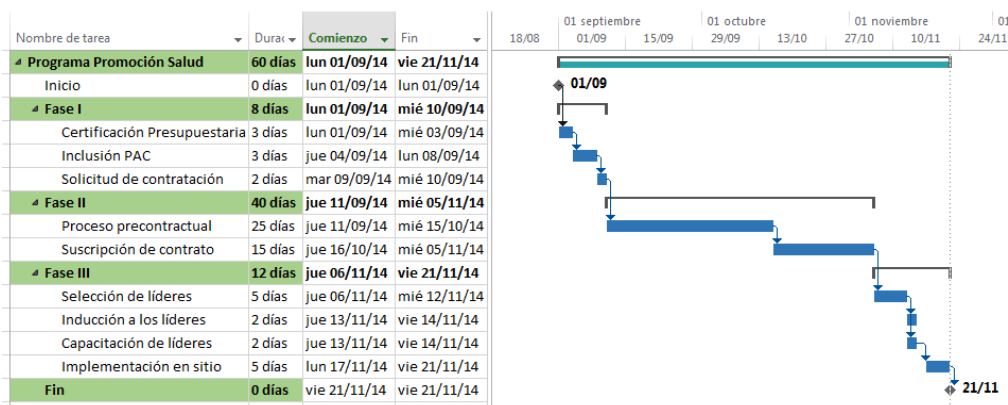 01 septiembre 01 octubre 01 noviembre 01
Nombre de tarea Durac Comienzo Fin 18/08 01/09 15/09 29/09 13/10 27/10 10/11 24/11
Programa Promoción Salud 60 días lun 01/09/14 vie 21/11/14
Inicio 0 días lun 01/09/14 lun 01/09/14 01/09
Fase I 8 días lun 01/09/14 mié 10/09/14
Certificación Presupuestaria 3 días lun 01/09/14 mié 03/09/14
Inclusión PAC 3 días jue 04/09/14 lun 08/09/14
Solicitud de contratación 2 días mar 09/09/14 mié 10/09/14
Fase II 40 días jue 11/09/14 mié 05/11/14
Proceso precontractual 25 días jue 11/09/14 mié 15/10/14
Suscripción de contrato 15 días jue 16/10/14 mié 05/11/14
Fase III 12 días jue 06/11/14 vie 21/11/14
Selección de líderes 5 días jue 06/11/14 mié 12/11/14
Inducción a los líderes 2 días jue 13/11/14 vie 14/11/14
Capacitación de líderes 2 días jue 13/11/14 vie 14/11/14
Implementación en sitio 5 días lun 17/11/14 vie 21/11/14
Fin 0 días vie 21/11/14 vie 21/11/14 21/11